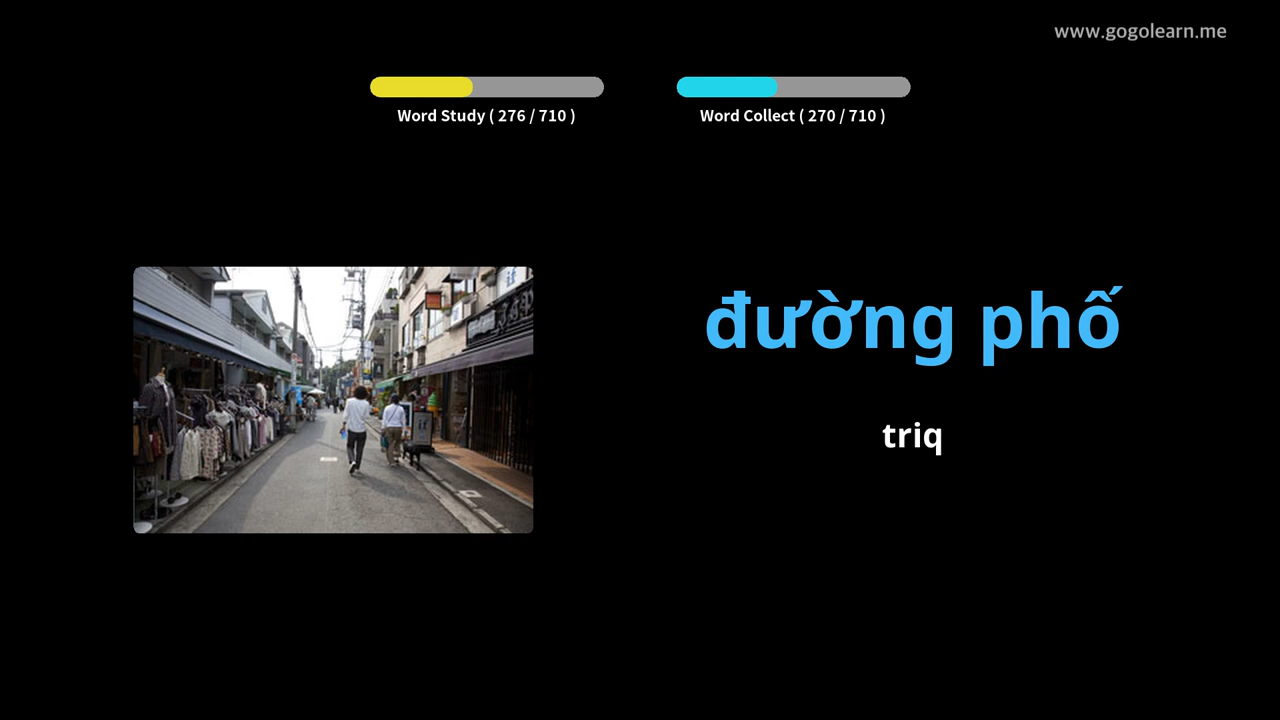 www.gogolearn.me
Word Study ( 276 / 710 )
Word Collect ( 270 / 710 )
đường phố
triq